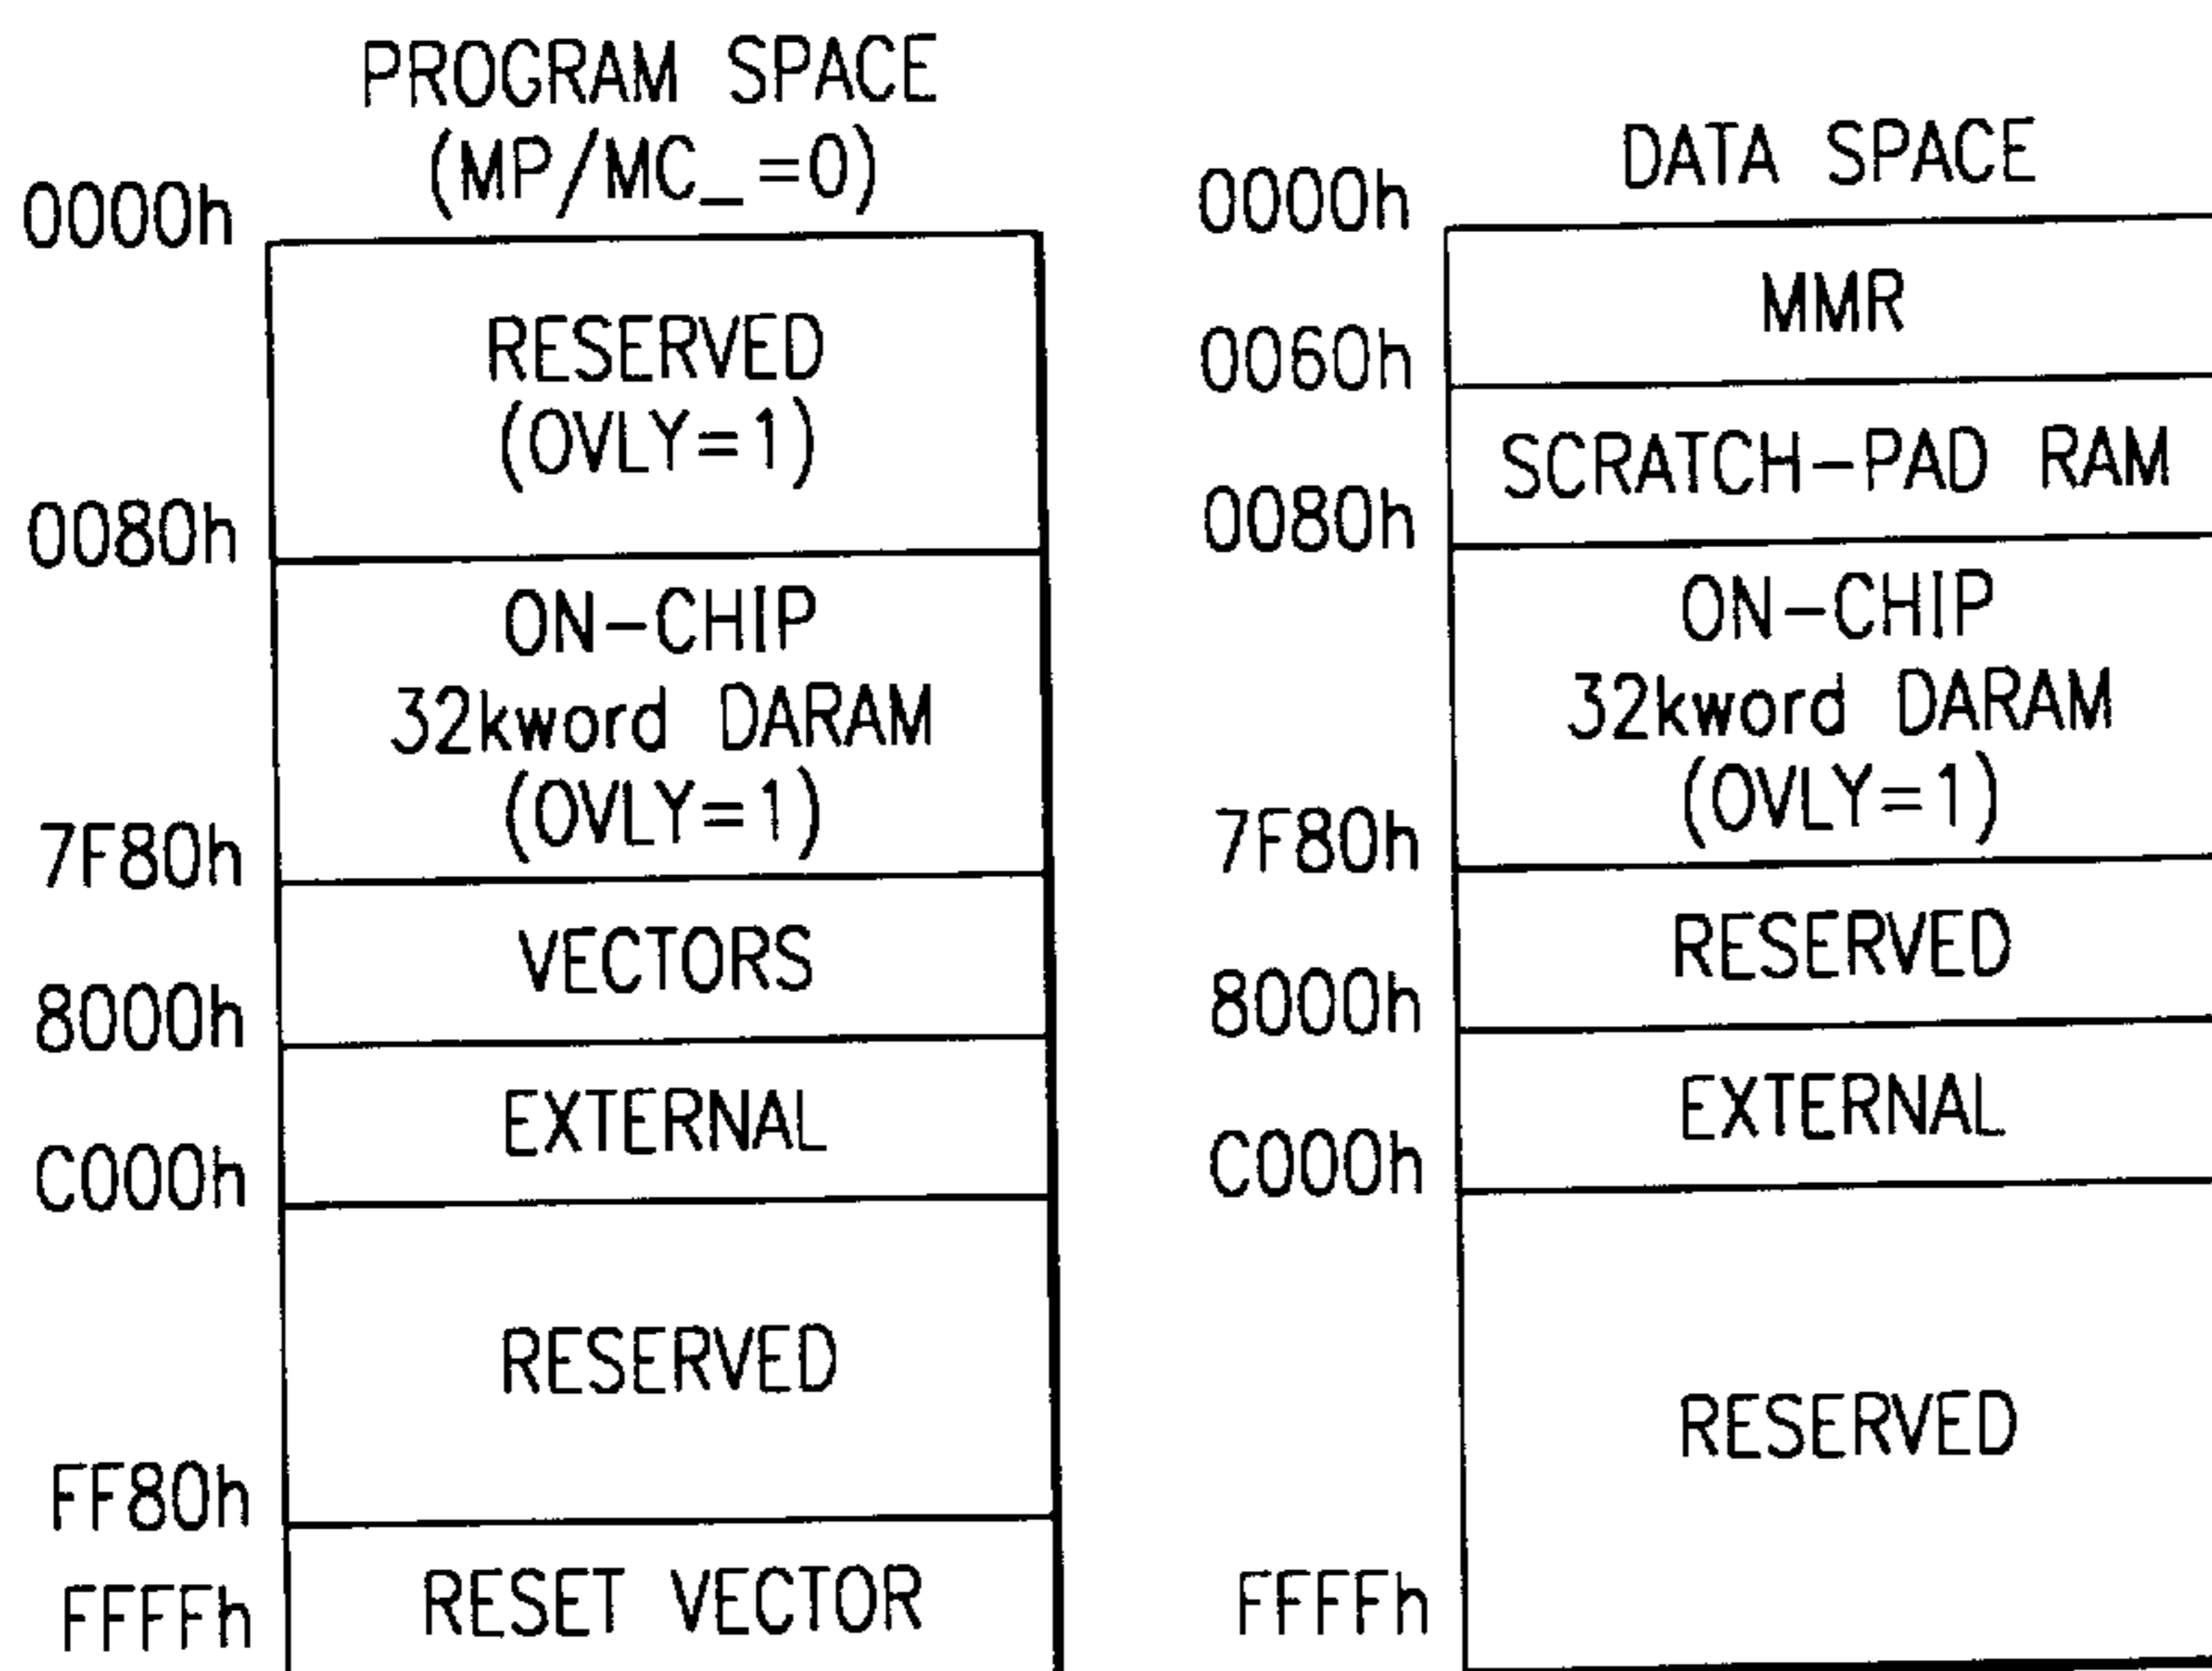 PROGRAM SPACE
(MP/MC_=0)
0000h
RESERVED
(OVLY=1)
0080h
ON-CHIP
32kword DARAM
(OVLY=1)
7F80h
VECTORS
8000h
EXTERNAL
C000h
RESERVED
FF80h
RESET VECTOR
FFFFh
DATA SPACE
0000h
MMR
0060h
SCRATCH-PAD RAM
0080h
ON-CHIP
32kword DARAM
(OVLY=1)
7F80h
RESERVED
8000h
EXTERNAL
C000h
RESERVED
FFFFh